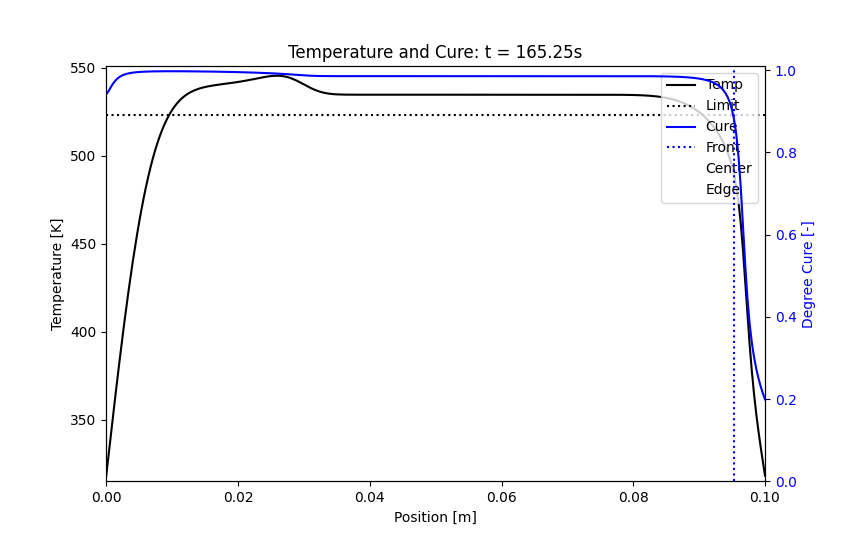 Temperature and Cure: t = 165.25s
550
500
450
400
350
Temperature [K]
1.0
0.8
0.6
0.4
0.2
0.0
Degree Cure [-]
Temp
Limit
Cure
Front
Center
Edge
0.00
0.02
0.04
0.06
0.08
0.10
Position [m]